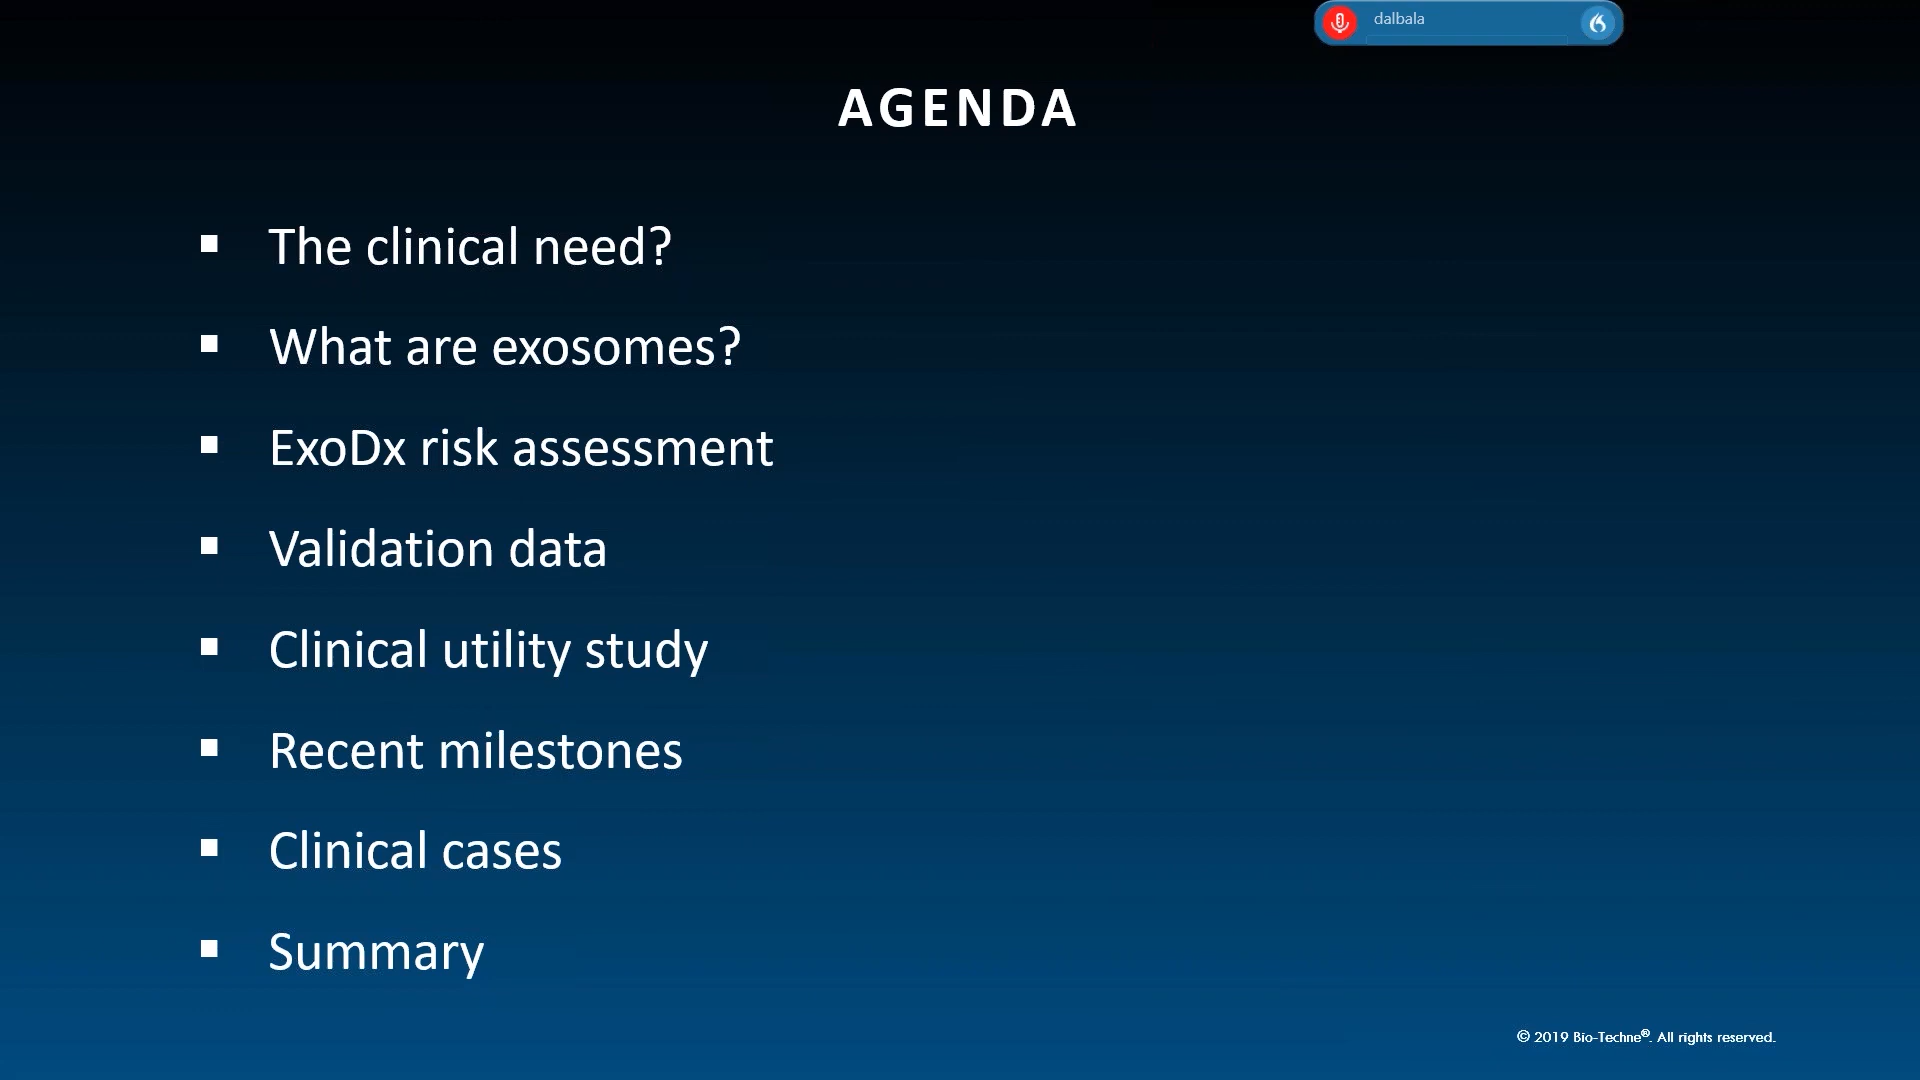 dalbala
AGENDA
▪ The clinical need?
▪ What are exosomes?
▪ ExoDx risk assessment
▪ Validation data
▪ Clinical utility study
▪ Recent milestones
▪ Clinical cases
▪ Summary
© 2019 Bio-Techne®. All rights reserved.